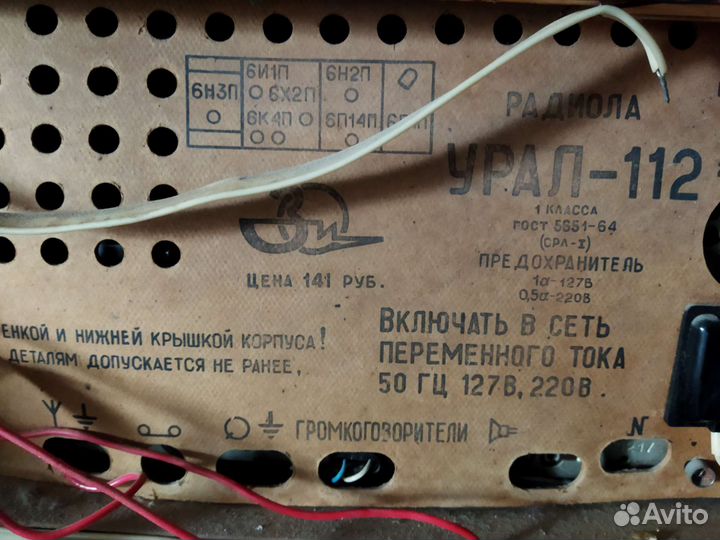 6И1П
6Н2П
6Н3П
6Х2П
6К4П
6П14П
РАДИОЛА
УРАЛ-112
1 КЛАССА
ГОСТ 5651-64
(СРЛ-I)
ПРЕДОХРАНИТЕЛЬ
1а-127В
0,5а-220В
ЦЕНА 141 РУБ.
ЕНКОЙ И НИЖНЕЙ КРЫШКОЙ КОРПУСА!
ДЕТАЛЯМ ДОПУСКАЕТСЯ НЕ РАНЕЕ,
ВКЛЮЧАТЬ В СЕТЬ
ПЕРЕМЕННОГО ТОКА
50 ГЦ 127В, 220В.
ГРОМКОГОВОРИТЕЛИ
N
Avito